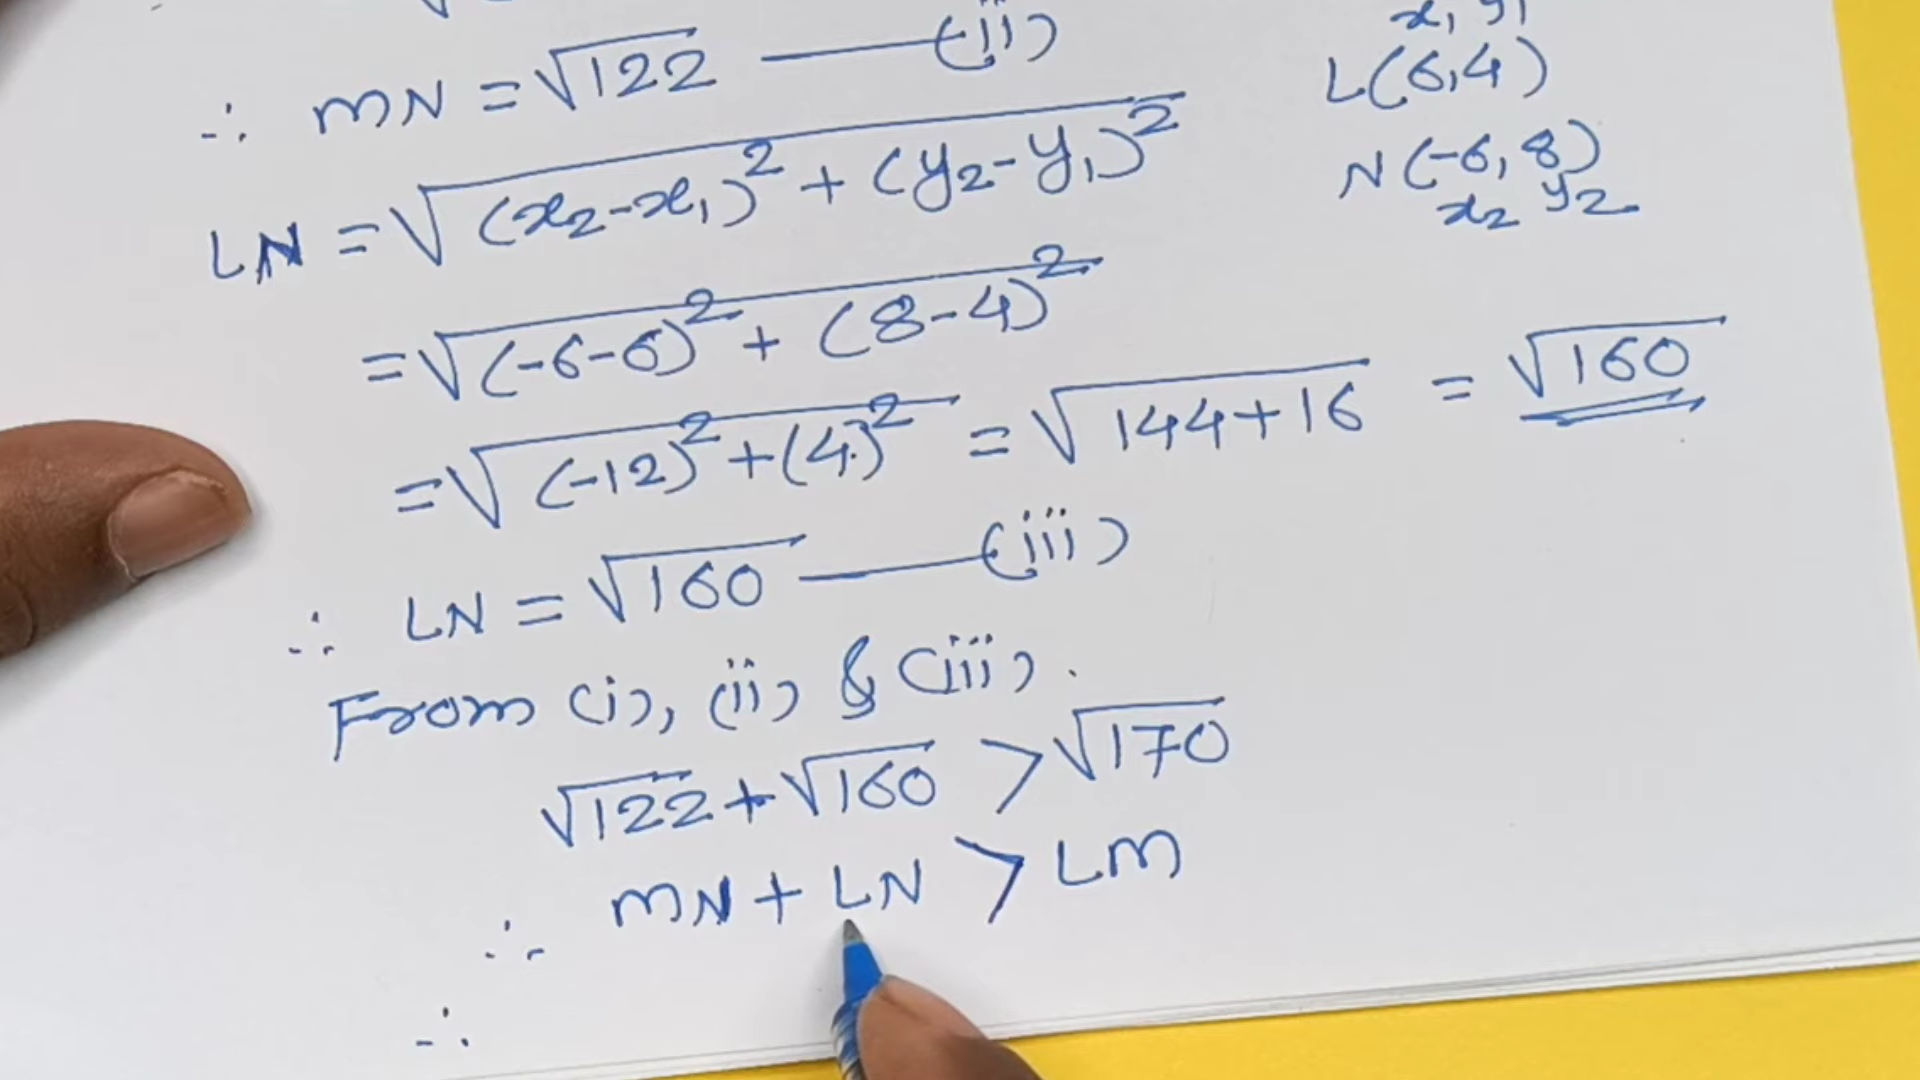 ∴ MN = √122 —— (ii)
x₁ y₁
L(6,4)
N(-6,8)
x₂ y₂
LN = √(x₂-x₁)² + (y₂-y₁)²
= √(-6-6)² + (8-4)²
= √(-12)² + (4)² = √144+16 = √160
∴ LN = √160 —— (iii)
From (i), (ii) & (iii).
√122 + √160 > √170
∴ MN + LN > LM
∴